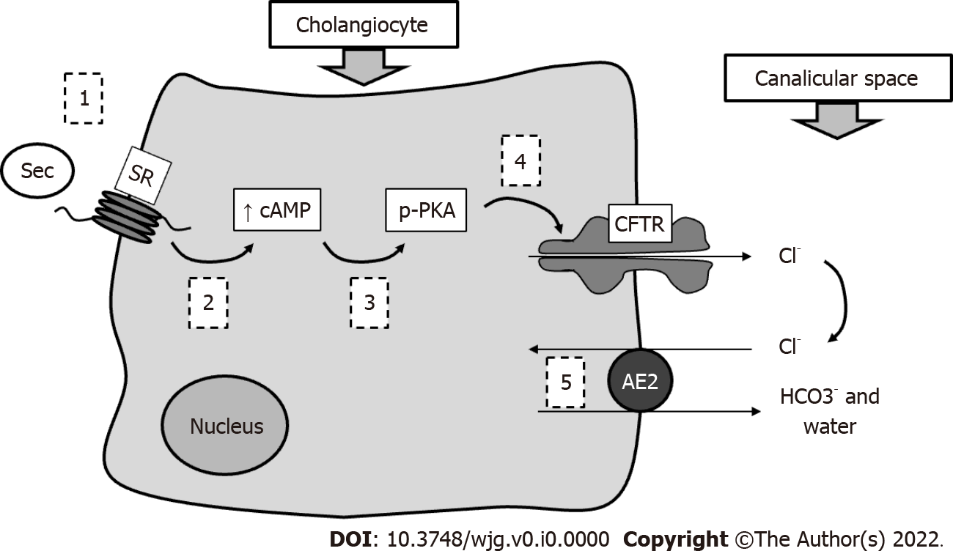 Cholangiocyte
Canalicular space
1
Sec
SR
↑ cAMP
p-PKA
4
CFTR
Cl⁻
2
3
Cl⁻
5
AE2
HCO3⁻ and
water
Nucleus
DOI: 10.3748/wjg.v0.i0.0000 Copyright ©The Author(s) 2022.